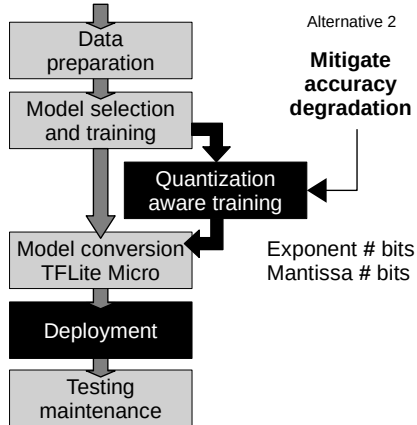 Alternative 2
Data
preparation
Mitigate
accuracy
degradation
Model selection
and training
Quantization
aware training
Model conversion
TFLite Micro
Exponent # bits
Mantissa # bits
Deployment
Testing
maintenance